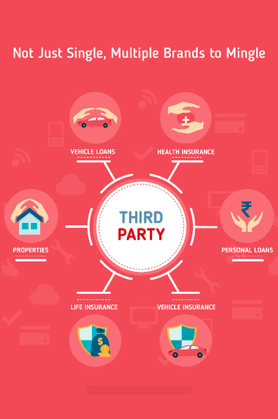 Not Just Single, Multiple Brands to Mingle
VEHICLE LOANS
HEALTH INSURANCE
THIRD
PARTY
PROPERTIES
PERSONAL LOANS
₹
LIFE INSURANCE
VEHICLE INSURANCE
$